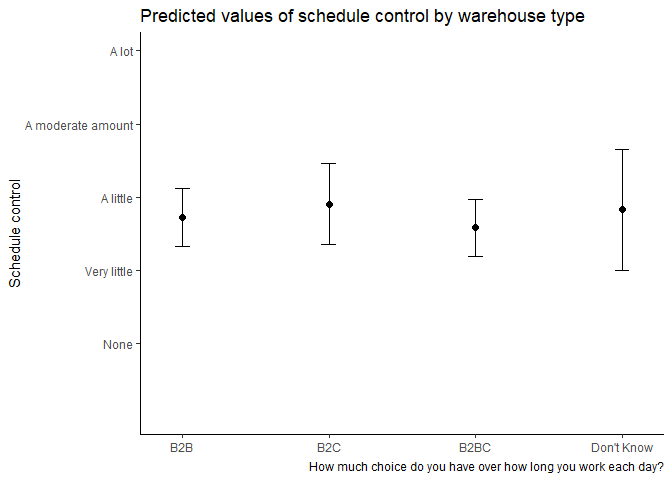 Predicted values of schedule control by warehouse type
A lot
A moderate amount
A little
Very little
None
Schedule control
B2B
B2C
B2BC
Don't Know
How much choice do you have over how long you work each day?